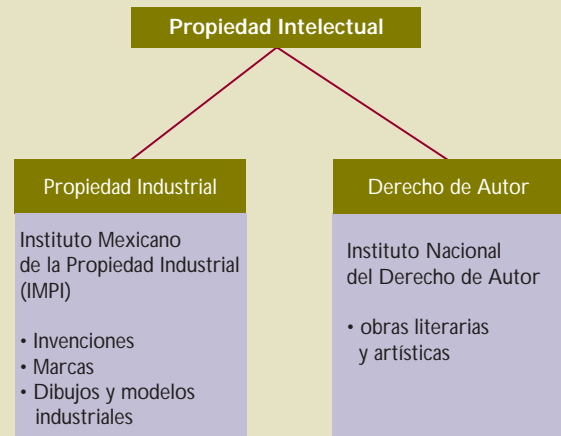 Propiedad Intelectual
Propiedad Industrial
Instituto Mexicano
de la Propiedad Industrial
(IMPI)
• Invenciones
• Marcas
• Dibujos y modelos
industriales
Derecho de Autor
Instituto Nacional
del Derecho de Autor
• obras literarias
y artísticas